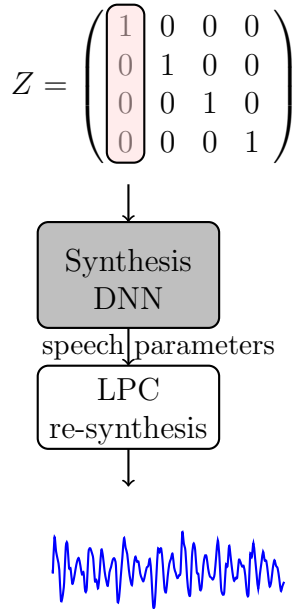 Z =
1 0 0 0
0 1 0 0
0 0 1 0
0 0 0 1
Synthesis
DNN
speech parameters
LPC
re-synthesis